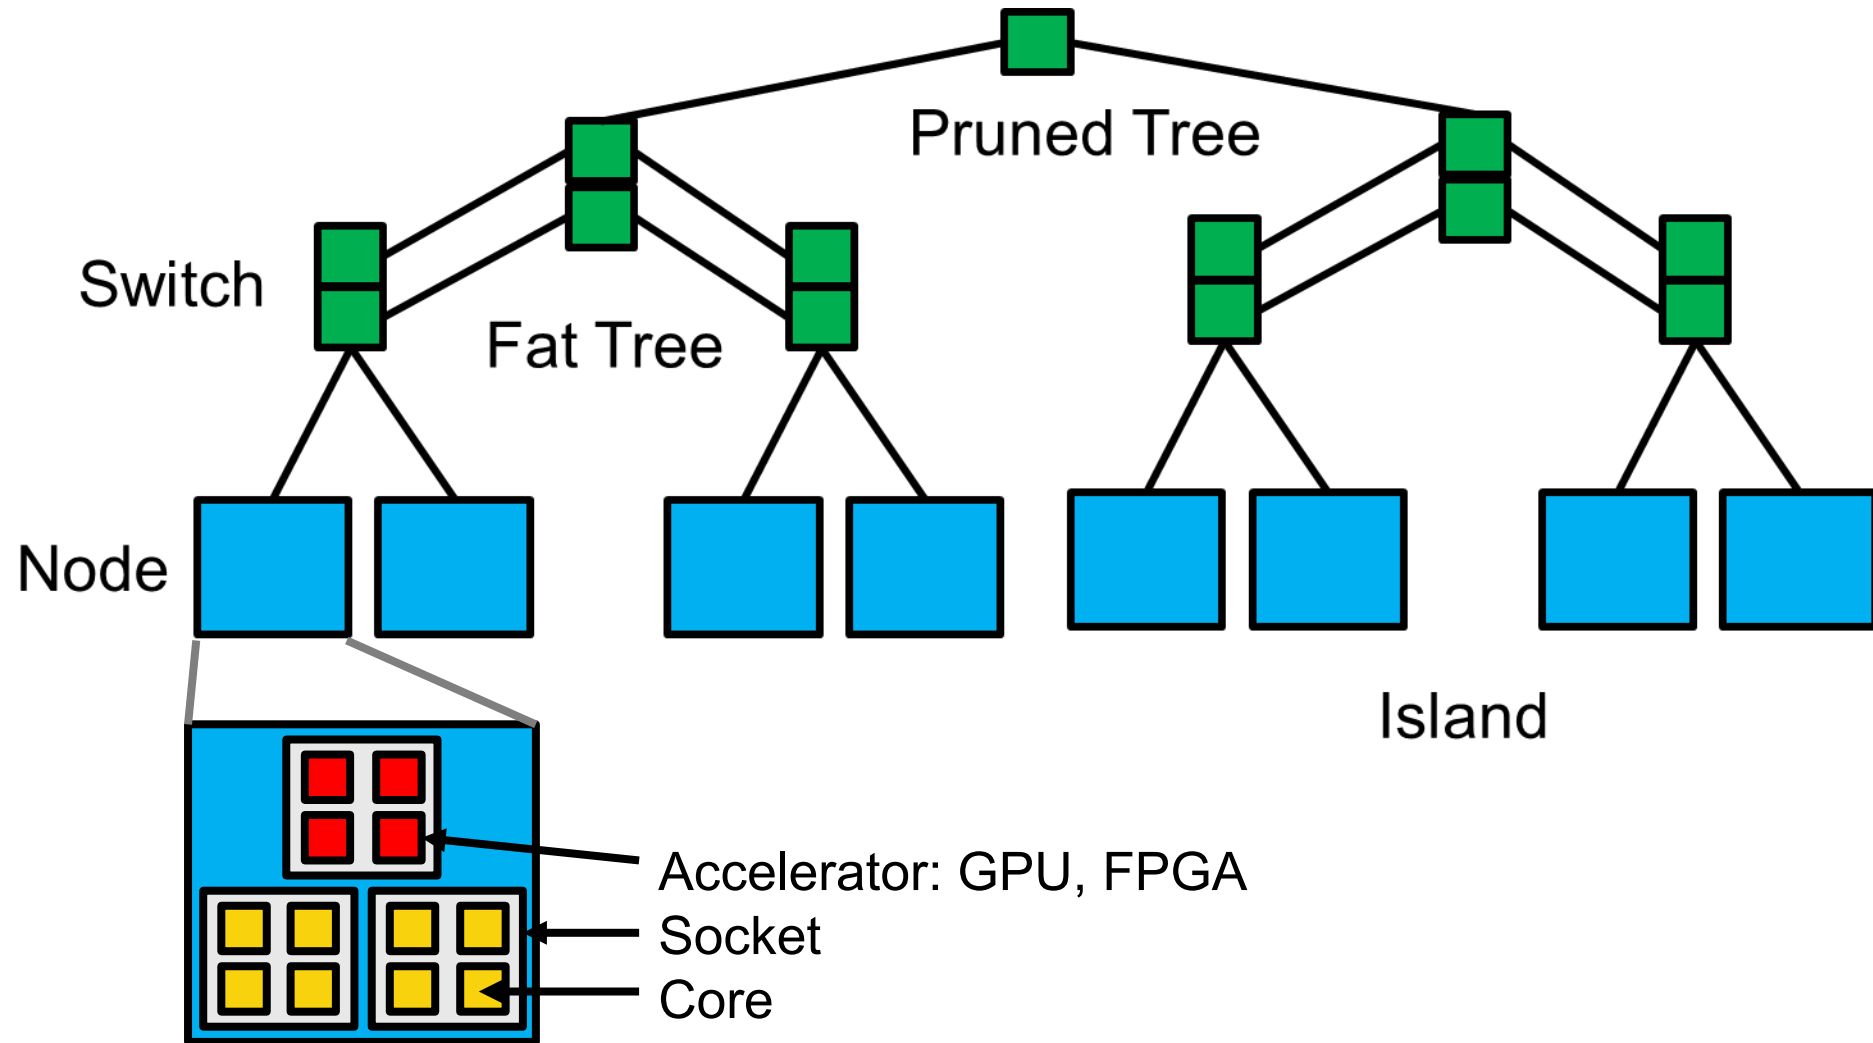 Pruned Tree
Switch
Fat Tree
Node
Island
Accelerator: GPU, FPGA
Socket
Core